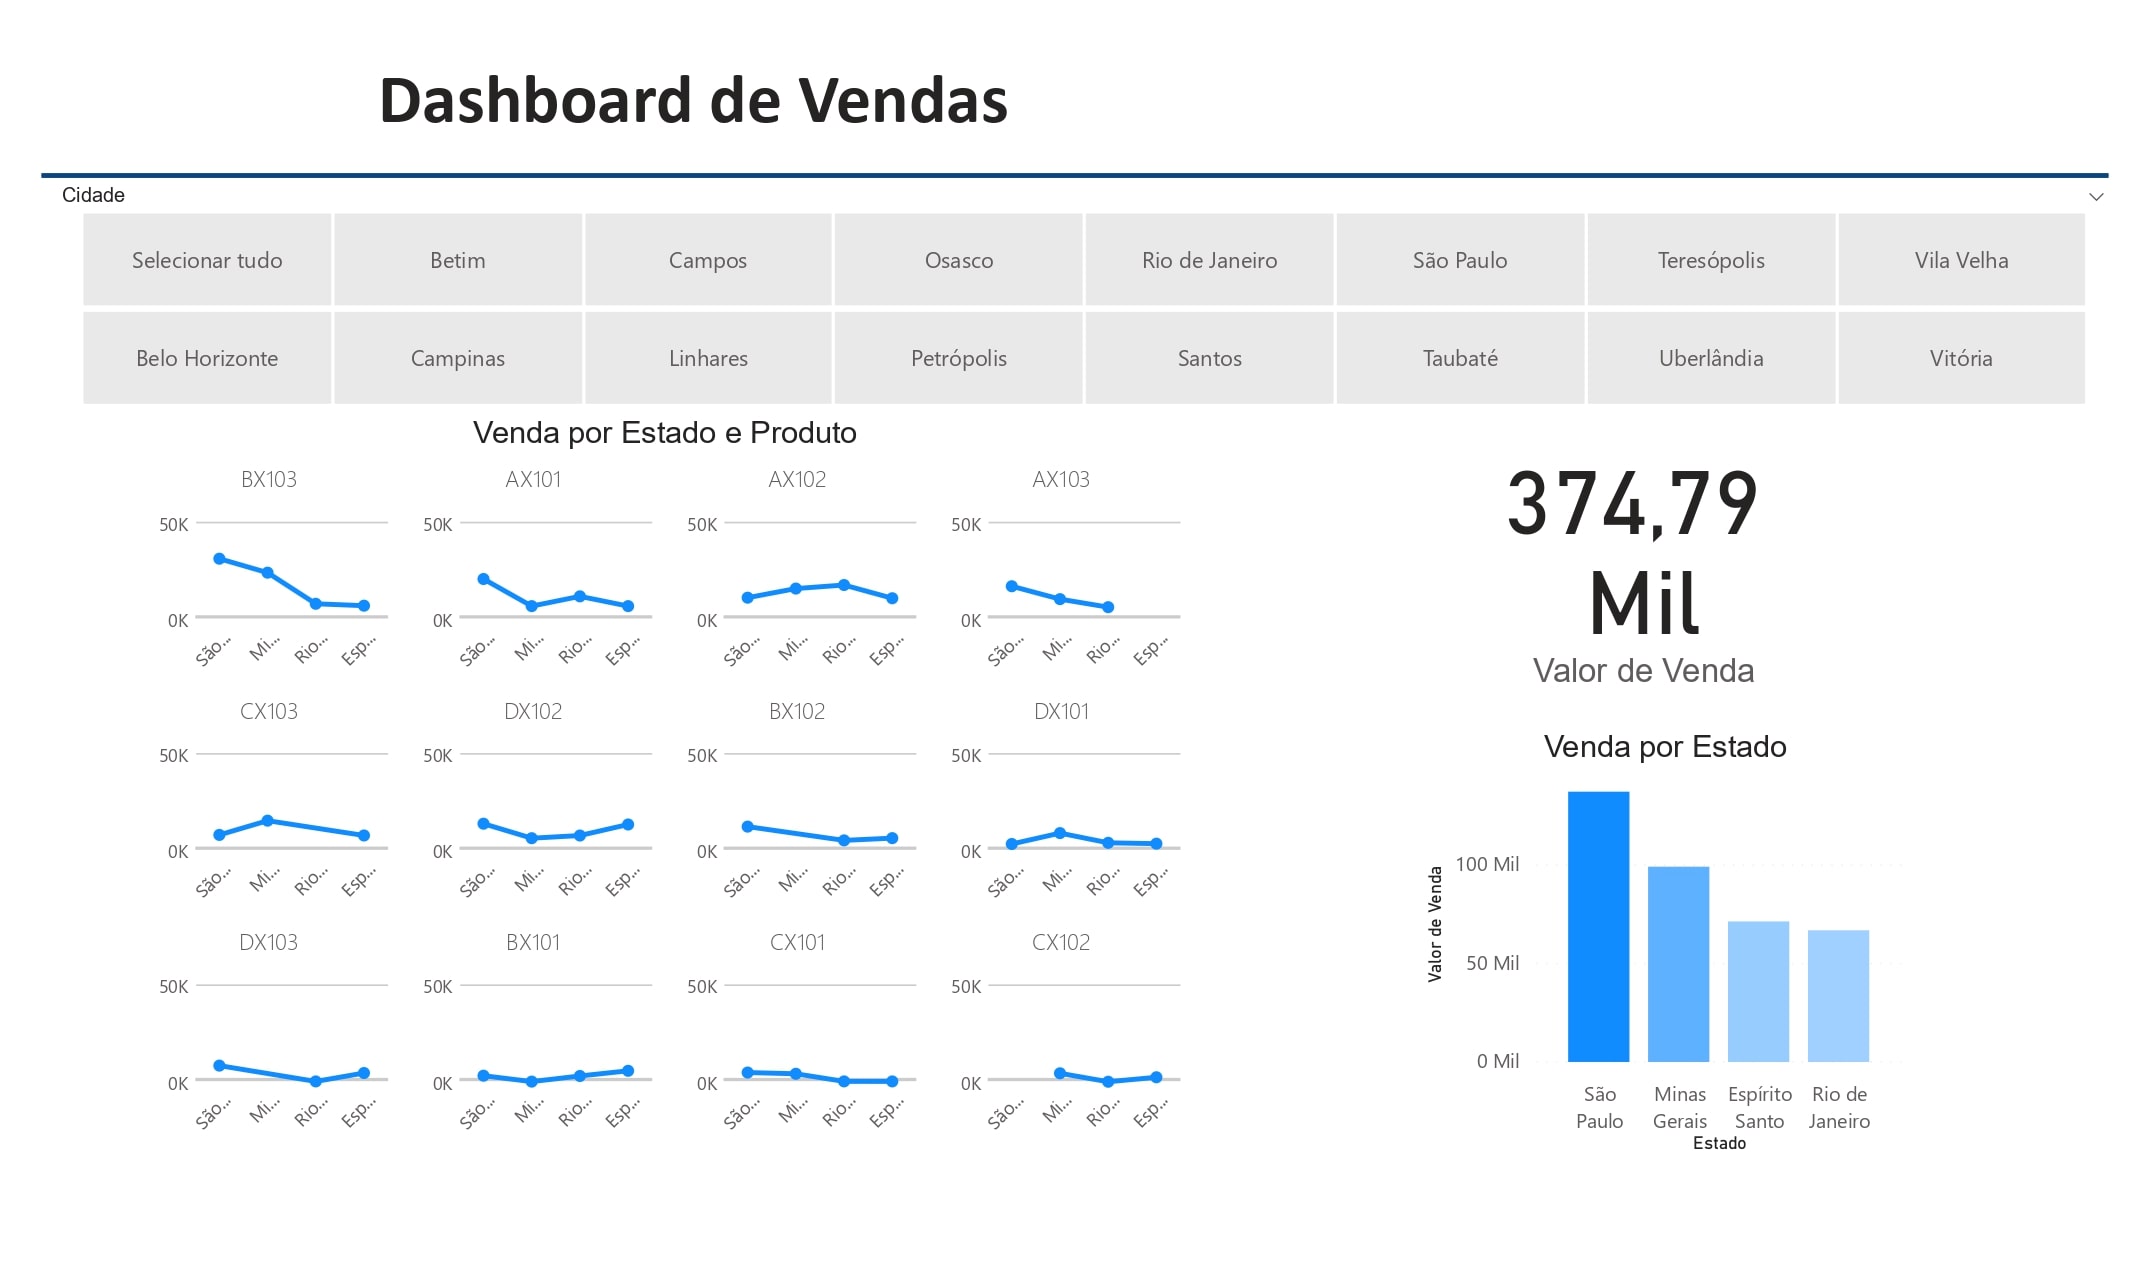 Dashboard de Vendas
Cidade
Selecionar tudo
Betim
Campos
Osasco
Rio de Janeiro
São Paulo
Teresópolis
Vila Velha
Belo Horizonte
Campinas
Linhares
Petrópolis
Santos
Taubaté
Uberlândia
Vitória
Venda por Estado e Produto
BX103
50K
0K
São...
Mi...
Rio...
Esp...
AX101
50K
0K
São...
Mi...
Rio...
Esp...
AX102
50K
0K
São...
Mi...
Rio...
Esp...
AX103
50K
0K
São...
Mi...
Rio...
Esp...
CX103
50K
0K
São...
Mi...
Rio...
Esp...
DX102
50K
0K
São...
Mi...
Rio...
Esp...
BX102
50K
0K
São...
Mi...
Rio...
Esp...
DX101
50K
0K
São...
Mi...
Rio...
Esp...
DX103
50K
0K
São...
Mi...
Rio...
Esp...
BX101
50K
0K
São...
Mi...
Rio...
Esp...
CX101
50K
0K
São...
Mi...
Rio...
Esp...
CX102
50K
0K
São...
Mi...
Rio...
Esp...
374,79
Mil
Valor de Venda
Venda por Estado
Valor de Venda
100 Mil
50 Mil
0 Mil
São
Paulo
Minas
Gerais
Espírito
Santo
Rio de
Janeiro
Estado